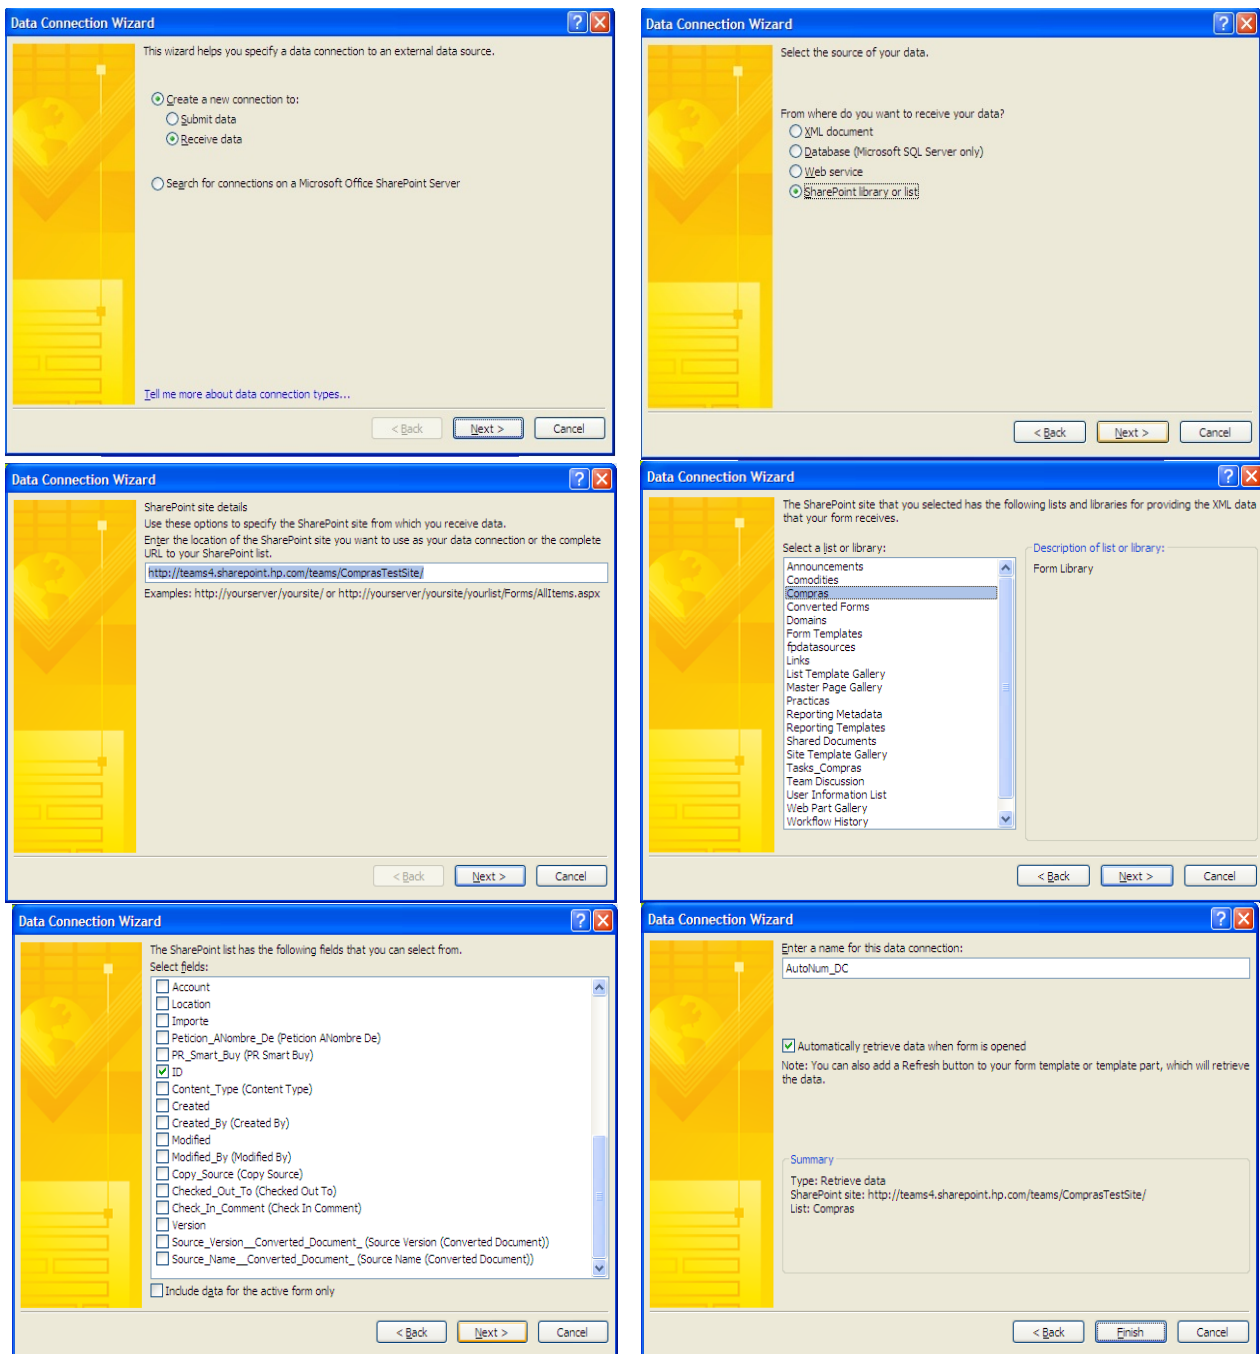 Data Connection Wizard
This wizard helps you specify a data connection to an external data source.
Create a new connection to:
Submit data
Receive data
Search for connections on a Microsoft Office SharePoint Server
Tell me more about data connection types...
< Back
Next >
Cancel
Data Connection Wizard
Select the source of your data.
From where do you want to receive your data?
XML document
Database (Microsoft SQL Server only)
Web service
SharePoint library or list
< Back
Next >
Cancel
Data Connection Wizard
SharePoint site details
Use these options to specify the SharePoint site from which you receive data.
Enter the location of the SharePoint site you want to use as your data connection or the complete
URL to your SharePoint list.
http://teams4.sharepoint.hp.com/teams/ComprasTestSite/
Examples: http://yourserver/yoursite/ or http://yourserver/yoursite/yourlist/Forms/AllItems.aspx
< Back
Next >
Cancel
Data Connection Wizard
The SharePoint site that you selected has the following lists and libraries for providing the XML data
that your form receives.
Select a list or library:
Announcements
Comodities
Compras
Converted Forms
Domains
Form Templates
fpdatasources
Links
List Template Gallery
Master Page Gallery
Practicas
Reporting Metadata
Reporting Templates
Shared Documents
Site Template Gallery
Tasks_Compras
Team Discussion
User Information List
Web Part Gallery
Workflow History
Description of list or library:
Form Library
< Back
Next >
Cancel
Data Connection Wizard
The SharePoint list has the following fields that you can select from.
Select fields:
Account
Location
Importe
Peticion_ANombre_De (Peticion ANombre De)
PR_Smart_Buy (PR Smart Buy)
ID
Content_Type (Content Type)
Created
Created_By (Created By)
Modified
Modified_By (Modified By)
Copy_Source (Copy Source)
Checked_Out_To (Checked Out To)
Check_In_Comment (Check In Comment)
Version
Source_Version__Converted_Document_ (Source Version (Converted Document))
Source_Name__Converted_Document_ (Source Name (Converted Document))
Include data for the active form only
< Back
Next >
Cancel
Data Connection Wizard
Enter a name for this data connection:
AutoNum_DC
Automatically retrieve data when form is opened
Note: You can also add a Refresh button to your form template or template part, which will retrieve
the data.
Summary
Type: Retrieve data
SharePoint site: http://teams4.sharepoint.hp.com/teams/ComprasTestSite/
List: Compras
< Back
Finish
Cancel